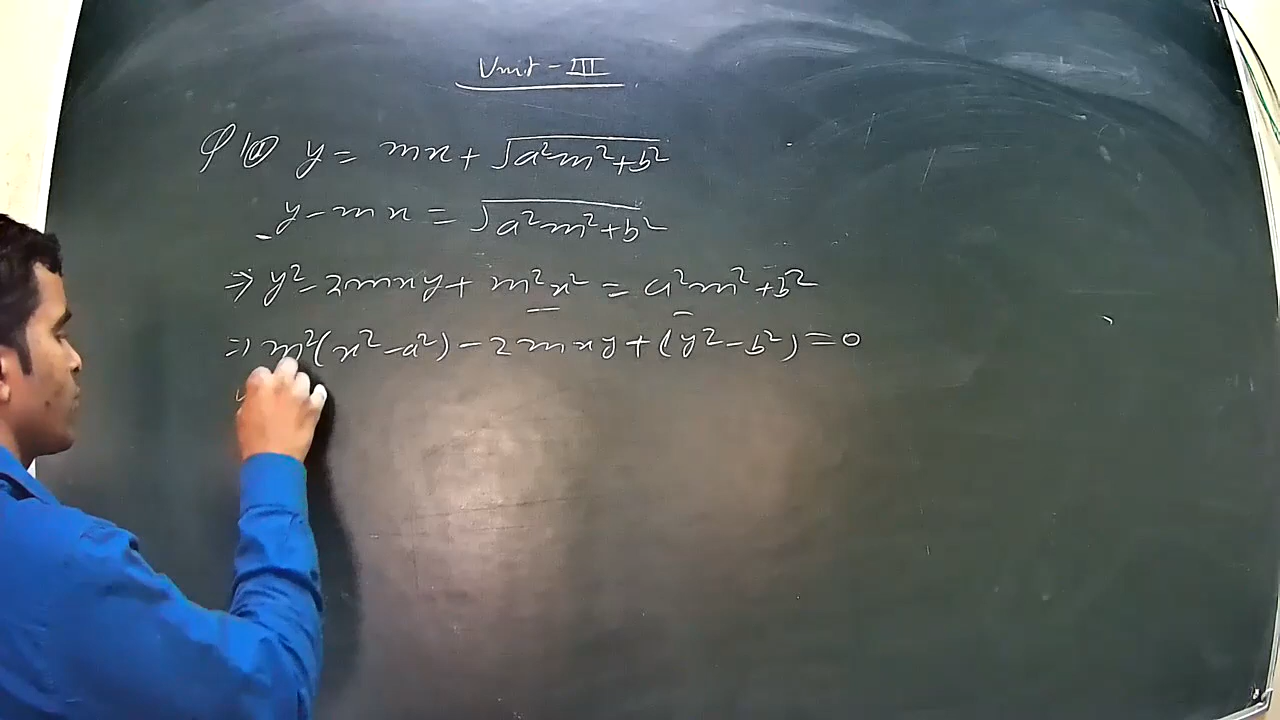 Unit - III
Q 1(a) y = mx + √a²m²+b²
y - mx = √a²m²+b²
⇒ y² - 2mxy + m²x² = a²m² + b²
⇒ m²(x² - a²) - 2mxy + (y² - b²) = 0